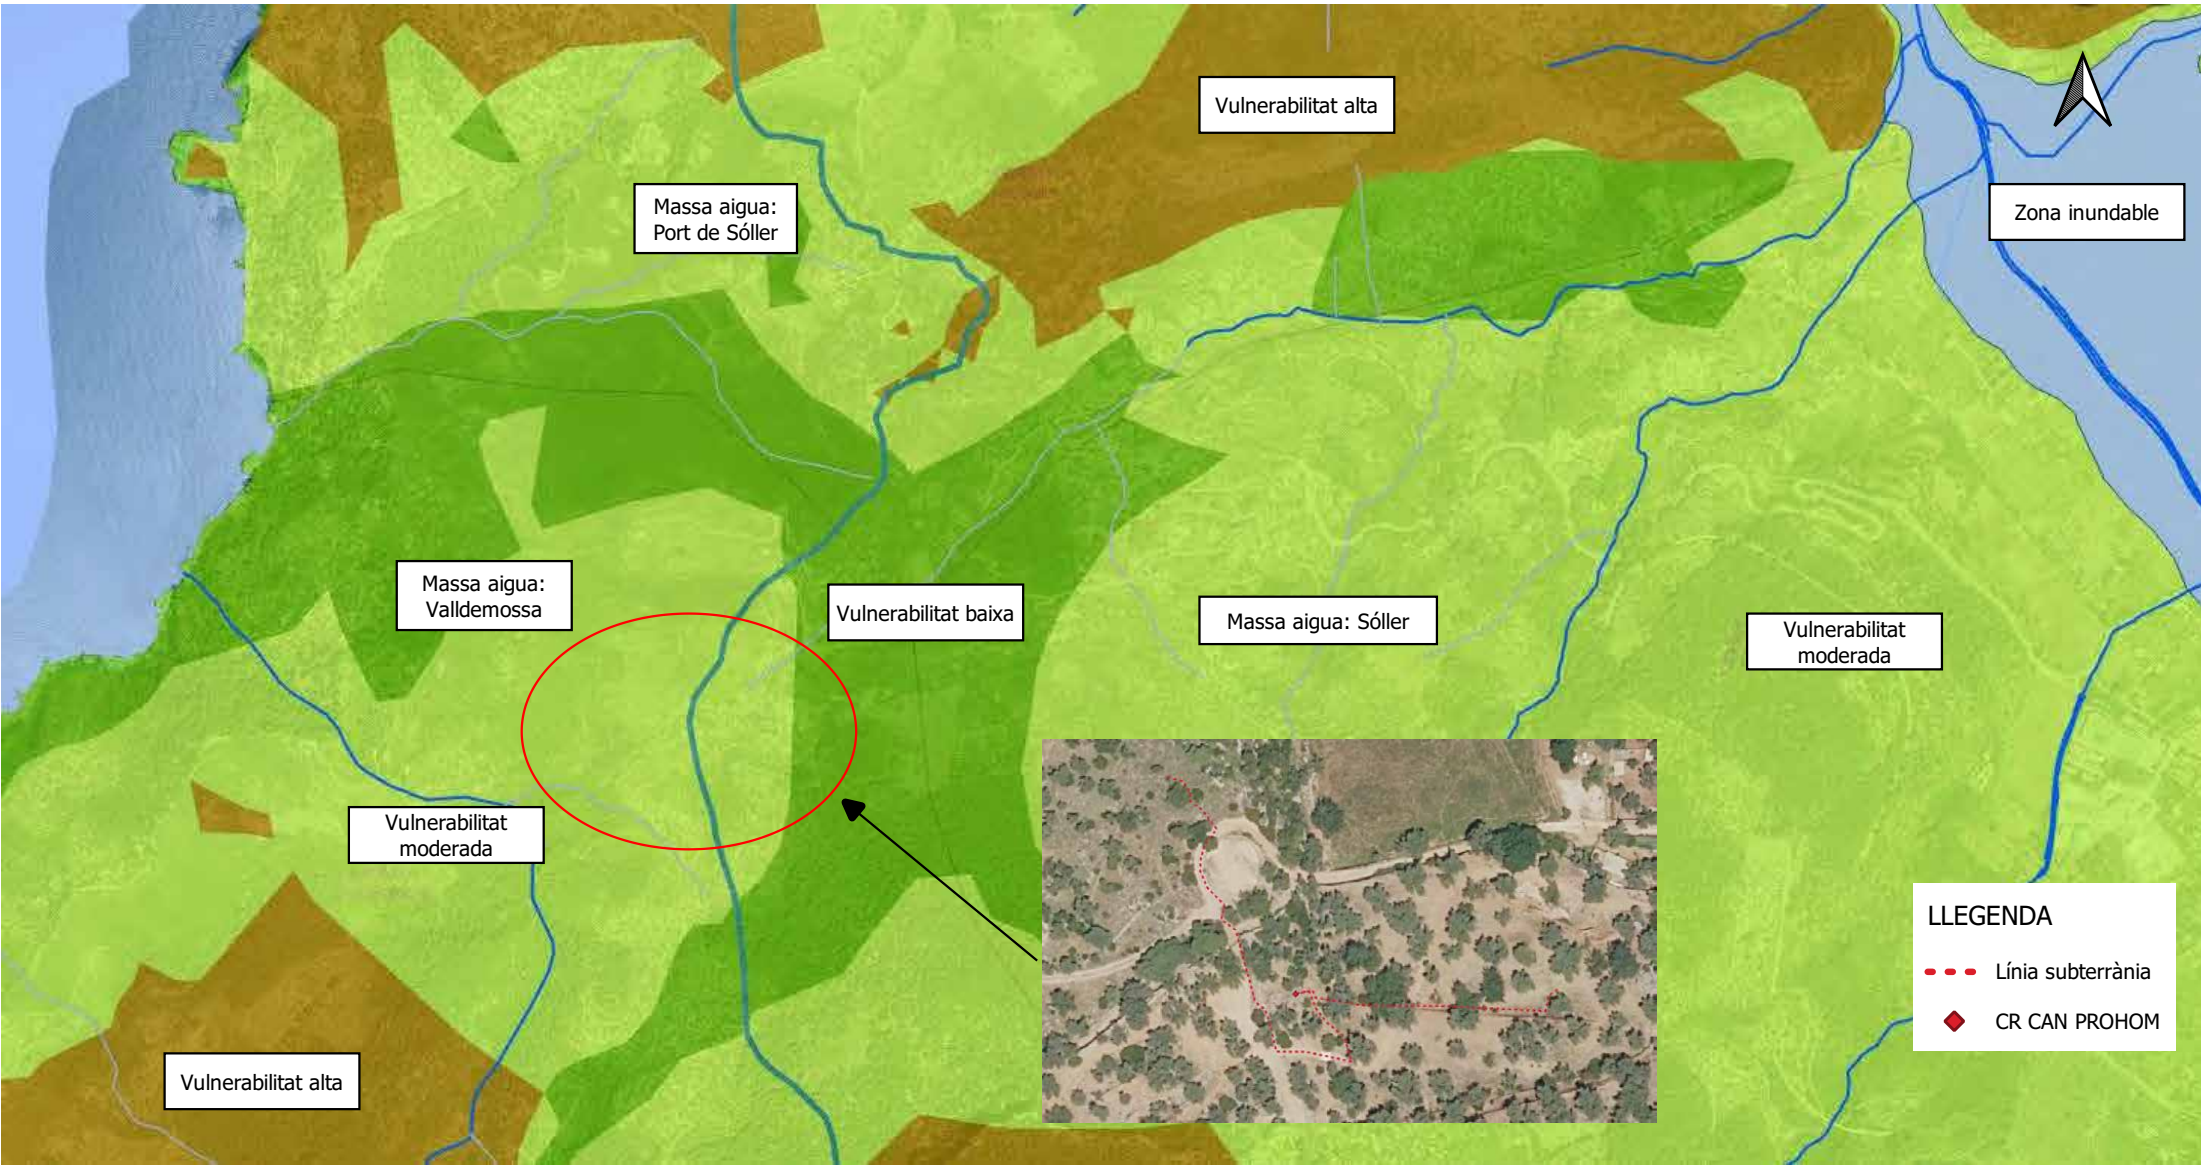 Vulnerabilitat alta
Massa aigua:
Port de Sóller
Zona inundable
Massa aigua:
Valldemossa
Vulnerabilitat baixa
Massa aigua: Sóller
Vulnerabilitat
moderada
Vulnerabilitat
moderada
Vulnerabilitat alta
LLEGENDA
Línia subterrània
CR CAN PROHOM